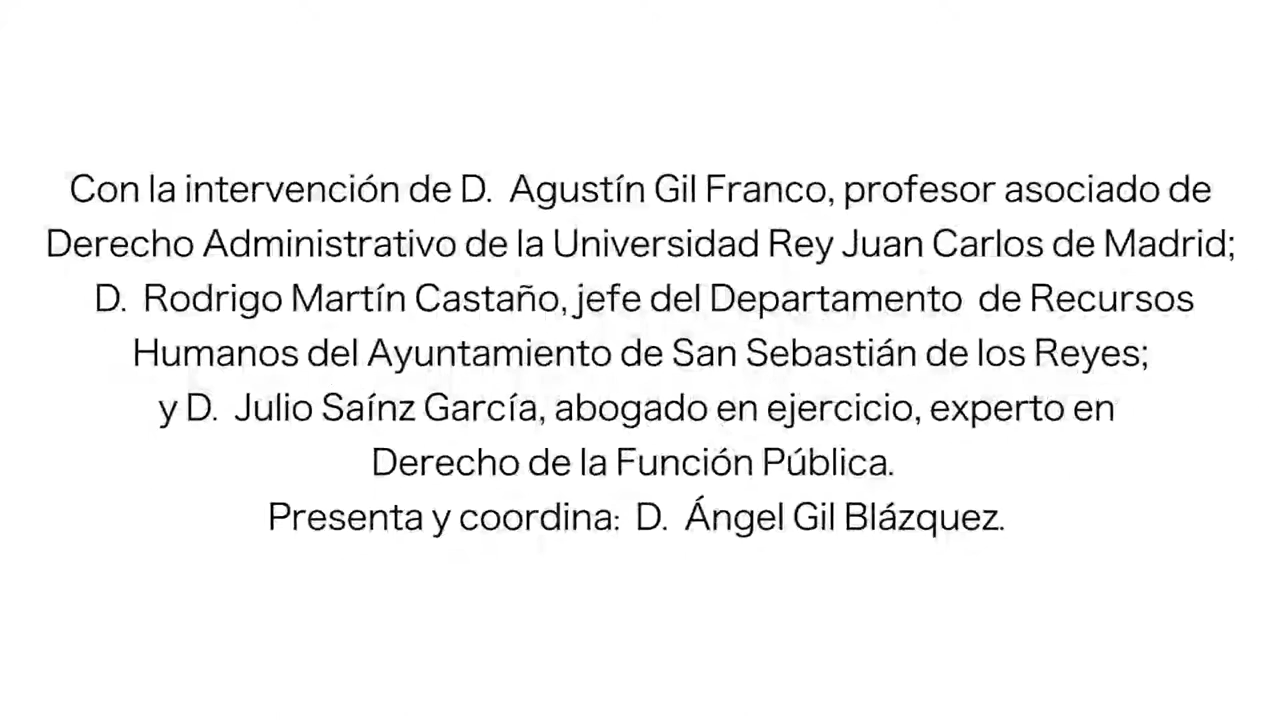 Con la intervención de D. Agustín Gil Franco, profesor asociado de
Derecho Administrativo de la Universidad Rey Juan Carlos de Madrid;
D. Rodrigo Martín Castaño, jefe del Departamento de Recursos
Humanos del Ayuntamiento de San Sebastián de los Reyes;
y D. Julio Saínz García, abogado en ejercicio, experto en
Derecho de la Función Pública.
Presenta y coordina: D. Ángel Gil Blázquez.